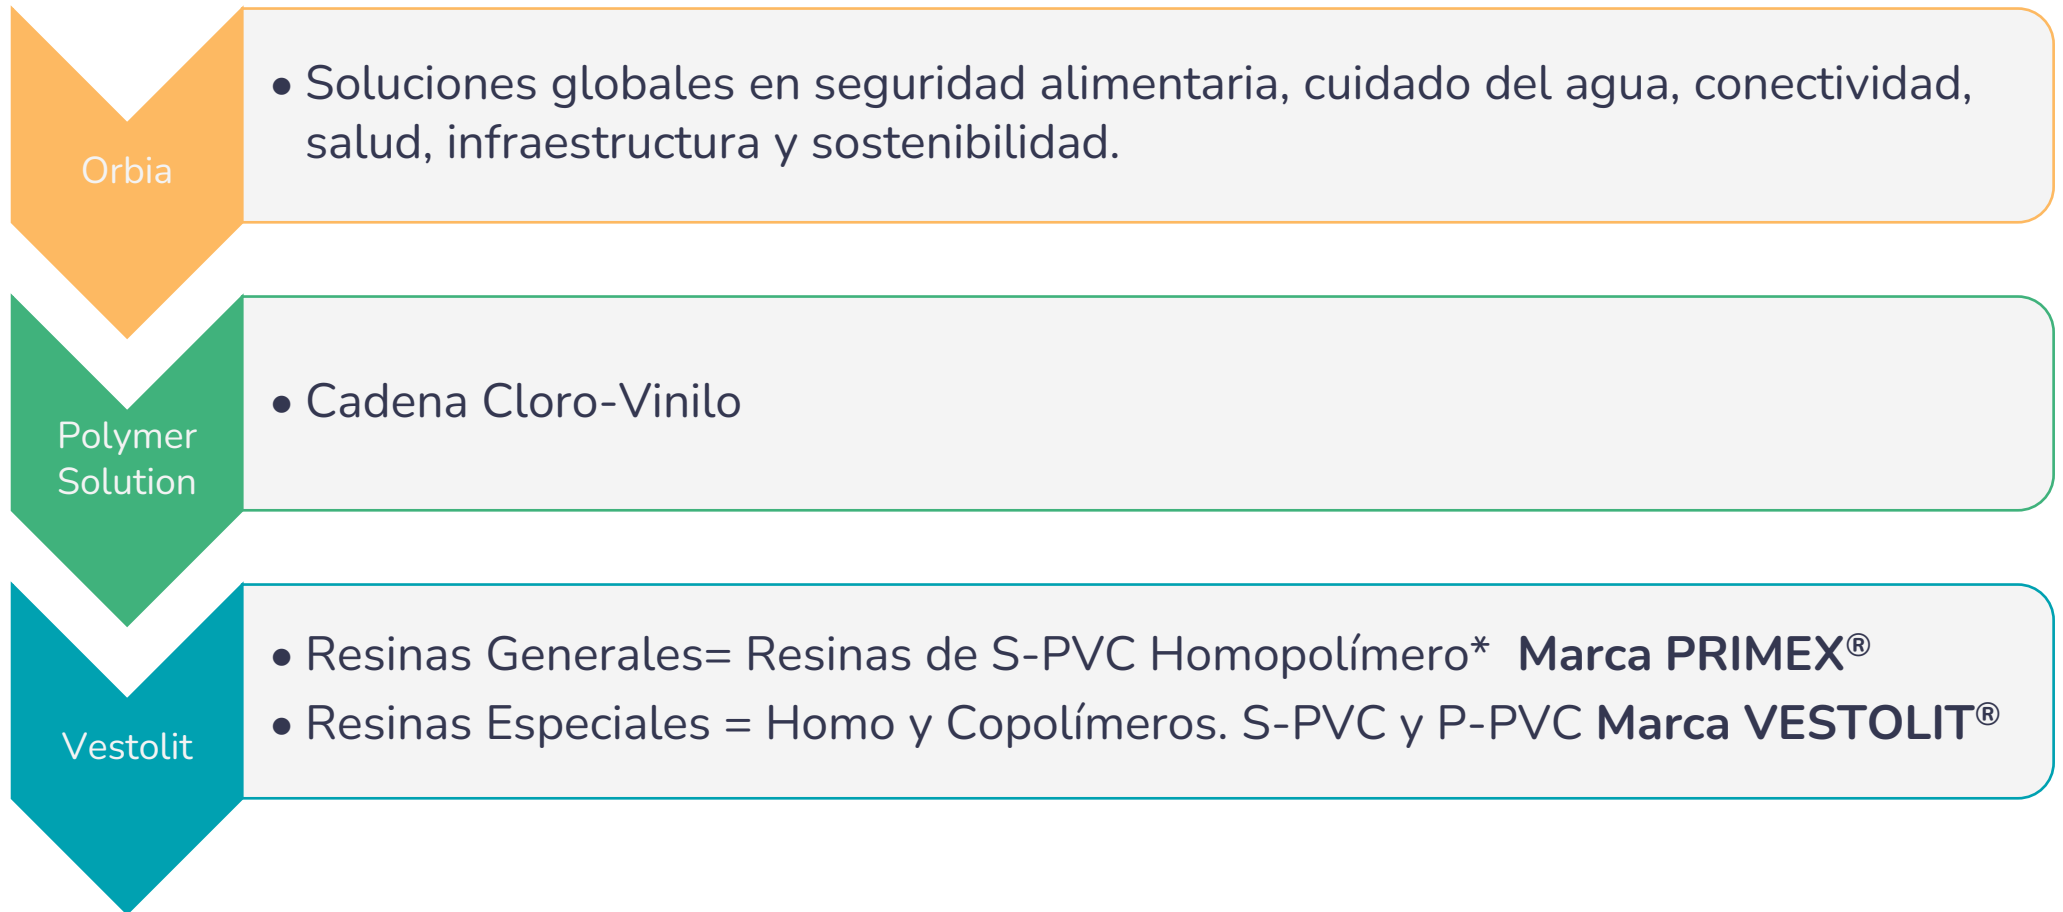 Orbia
• Soluciones globales en seguridad alimentaria, cuidado del agua, conectividad,
salud, infraestructura y sostenibilidad.
Polymer
Solution
• Cadena Cloro-Vinilo
Vestolit
• Resinas Generales= Resinas de S-PVC Homopolímero* Marca PRIMEX®
• Resinas Especiales = Homo y Copolímeros. S-PVC y P-PVC Marca VESTOLIT®